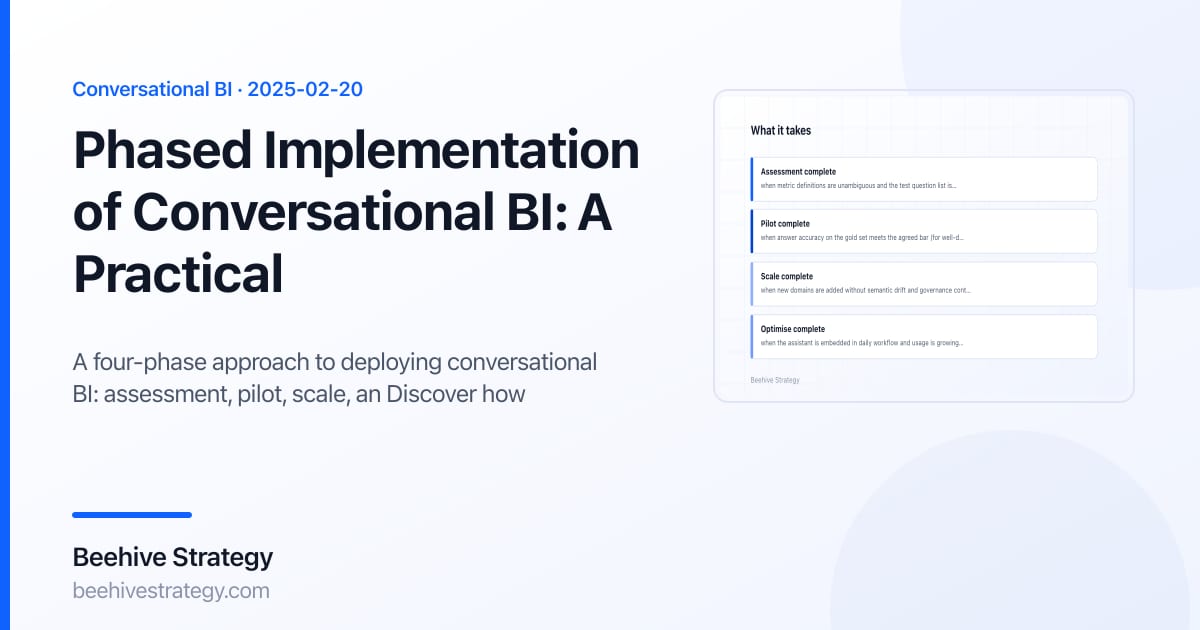 Conversational BI · 2025-02-20
Phased Implementation
of Conversational BI: A
Practical
A four-phase approach to deploying conversational
BI: assessment, pilot, scale, an Discover how
Beehive Strategy
beehivestrategy.com
What it takes
Assessment complete
when metric definitions are unambiguous and the test question list is...
Pilot complete
when answer accuracy on the gold set meets the agreed bar (for well-d...
Scale complete
when new domains are added without semantic drift and governance cont...
Optimise complete
when the assistant is embedded in daily workflow and usage is growing...
Beehive Strategy